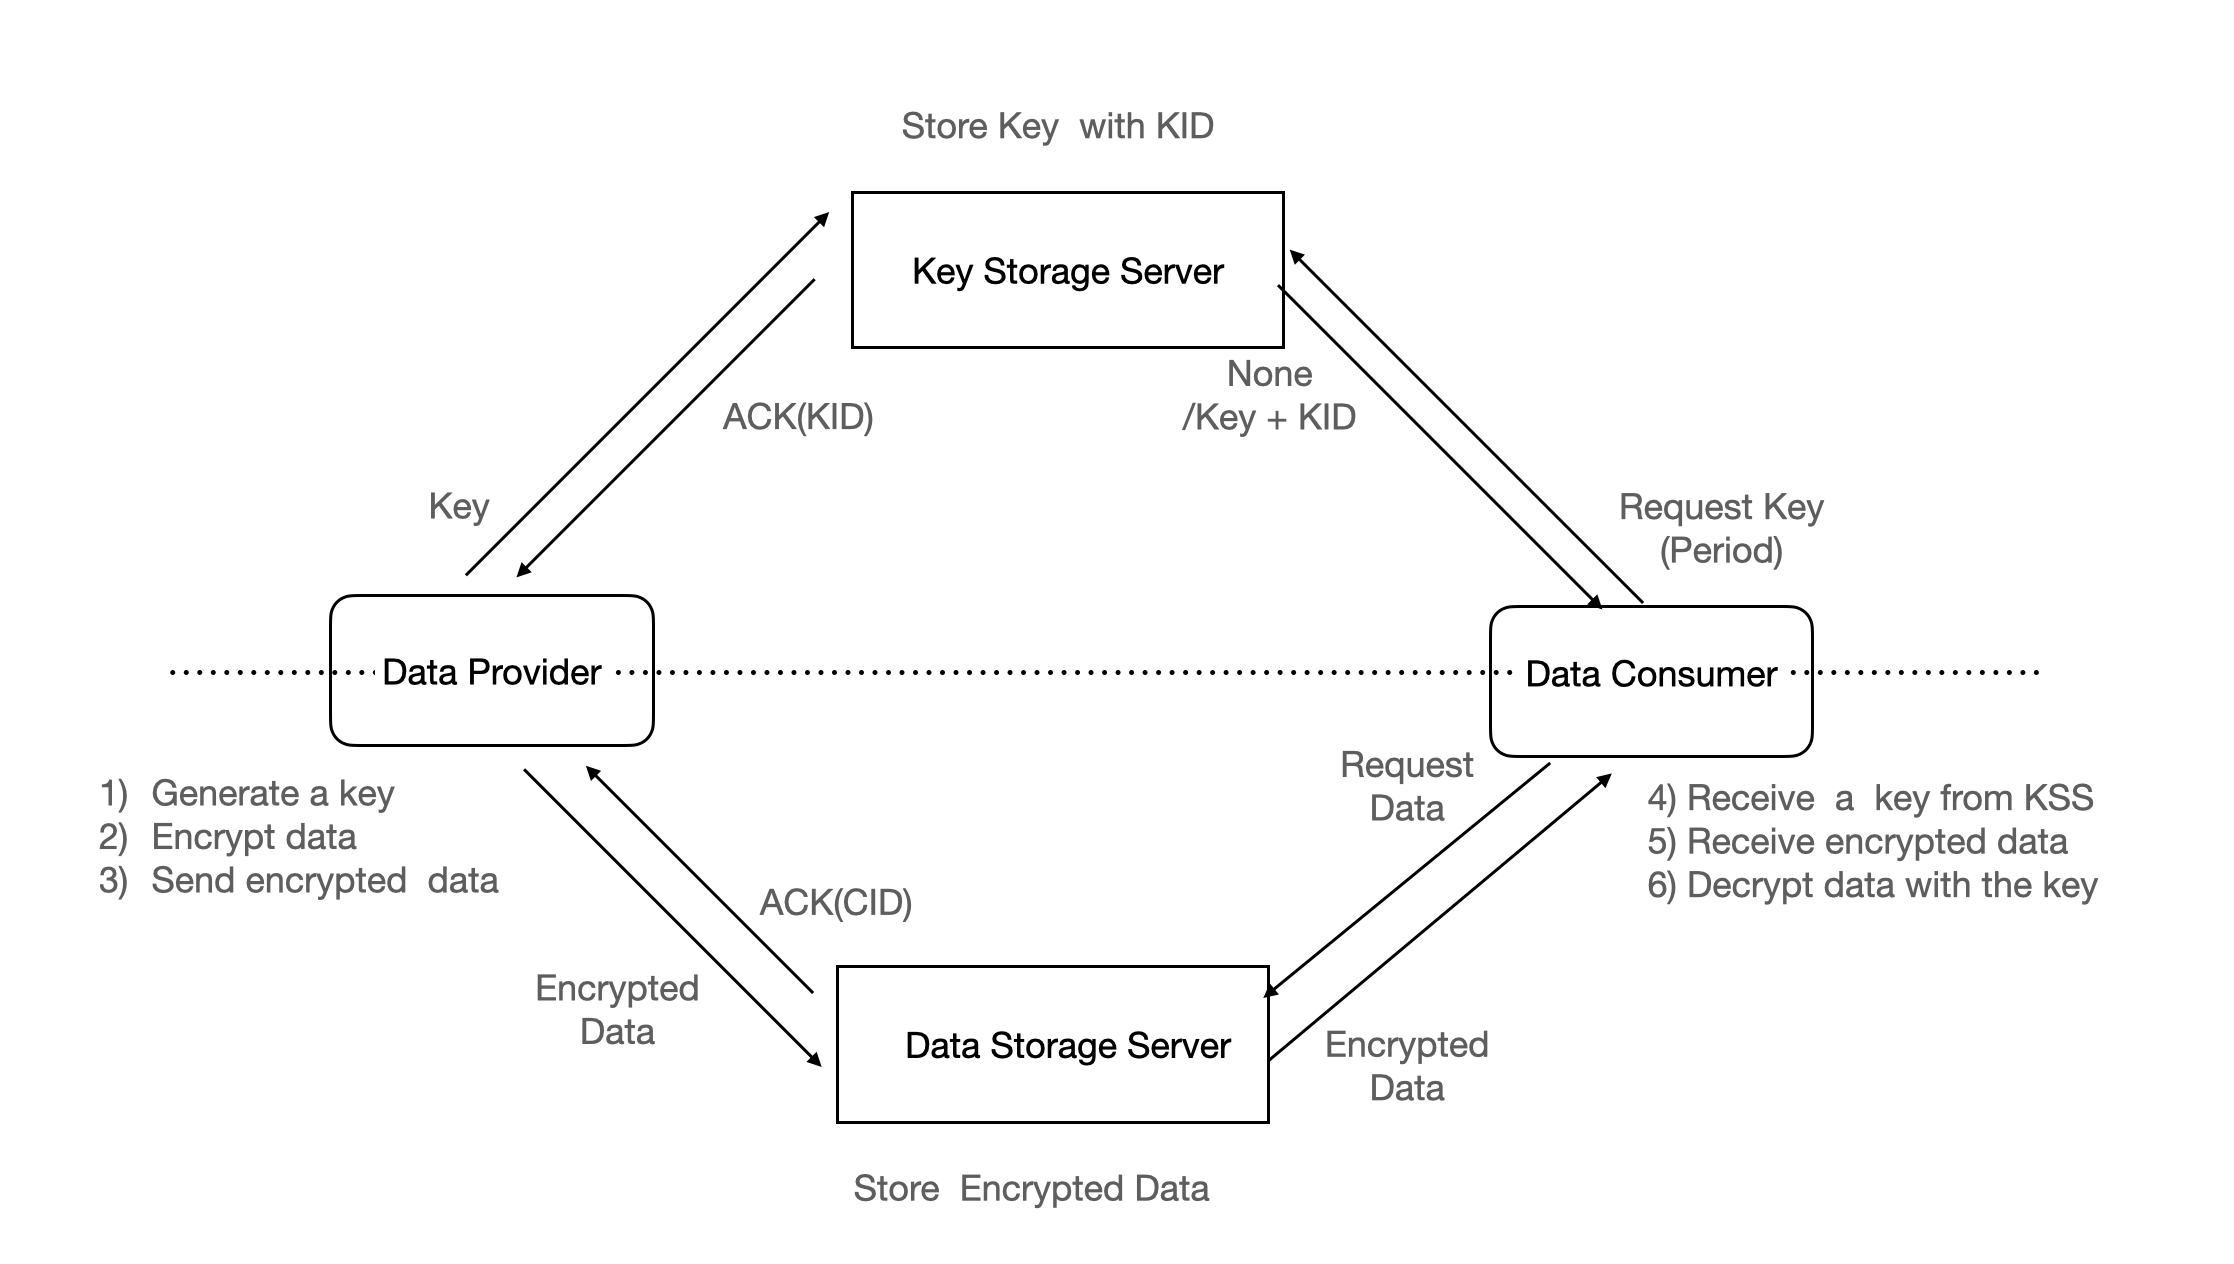 Store Key with KID
Key Storage Server
None
/Key + KID
ACK(KID)
Key
Request Key
(Period)
Data Provider
Data Consumer
1) Generate a key
2) Encrypt data
3) Send encrypted data
Request
Data
4) Receive a key from KSS
5) Receive encrypted data
6) Decrypt data with the key
ACK(CID)
Encrypted
Data
Data Storage Server
Encrypted
Data
Store Encrypted Data